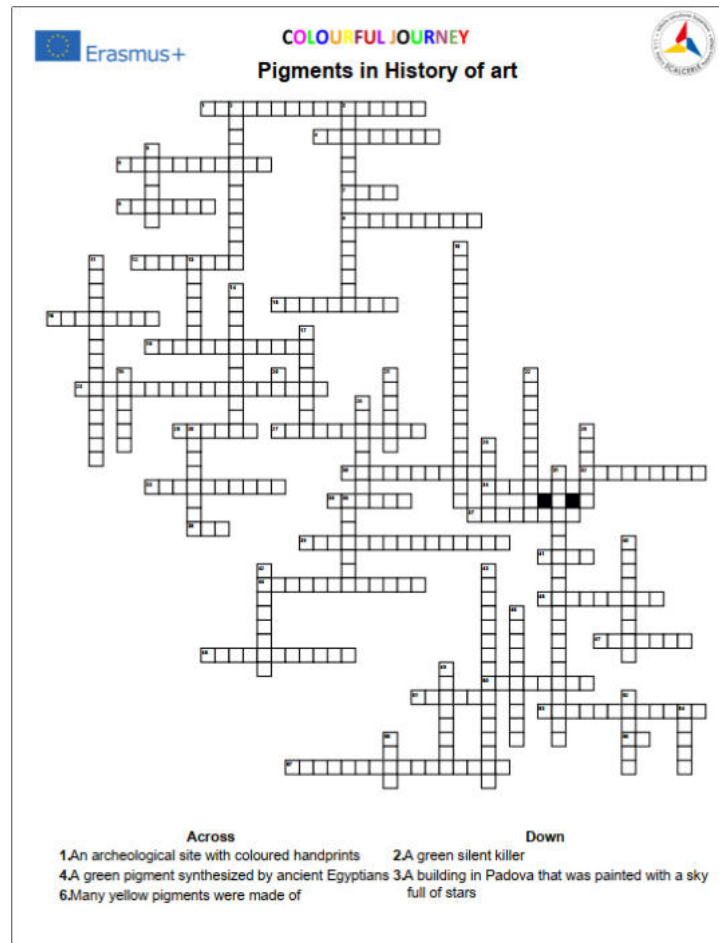 Erasmus+
COLOURFUL JOURNEY
Pigments in History of art
SCALCERLE
Across
1.An archeological site with coloured handprints
4.A green pigment synthesized by ancient Egyptians
6.Many yellow pigments were made of
Down
2.A green silent killer
3.A building in Padova that was painted with a sky
full of stars